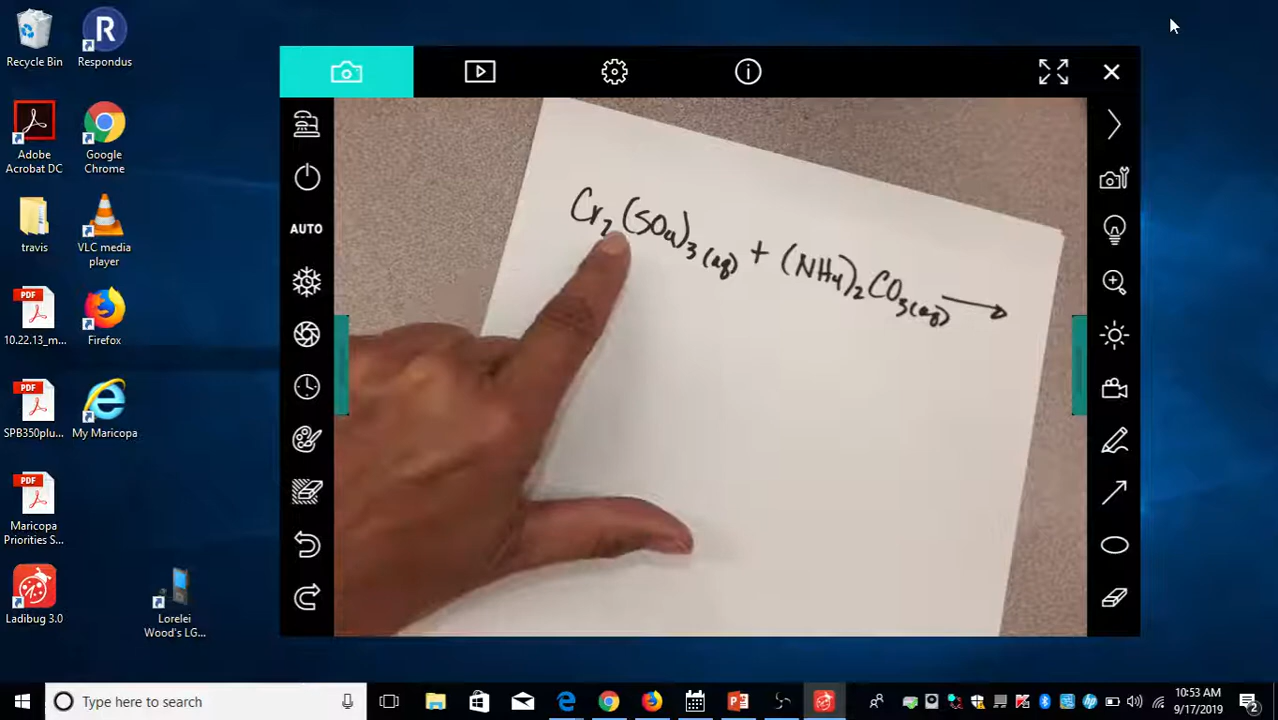 Recycle Bin
Respondus
Adobe Acrobat DC
Google Chrome
travis
VLC media player
10.22.13_m...
Firefox
SPB350plu...
My Maricopa
Maricopa Priorities S...
Ladibug 3.0
Lorelei Wood's LG...
AUTO
Cr₂(SO₄)₃(aq) + (NH₄)₂CO₃(aq) →
Type here to search
10:53 AM
9/17/2019
2